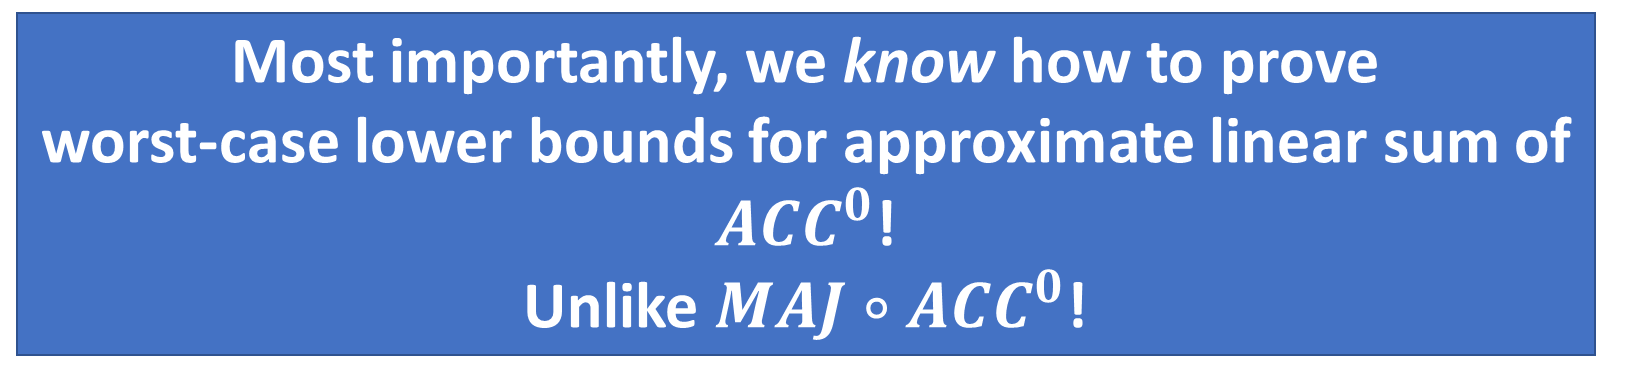 Most importantly, we know how to prove
worst-case lower bounds for approximate linear sum of
𝑨𝑪𝑪⁰!
Unlike 𝑴𝑨𝑱 ∘ 𝑨𝑪𝑪⁰!